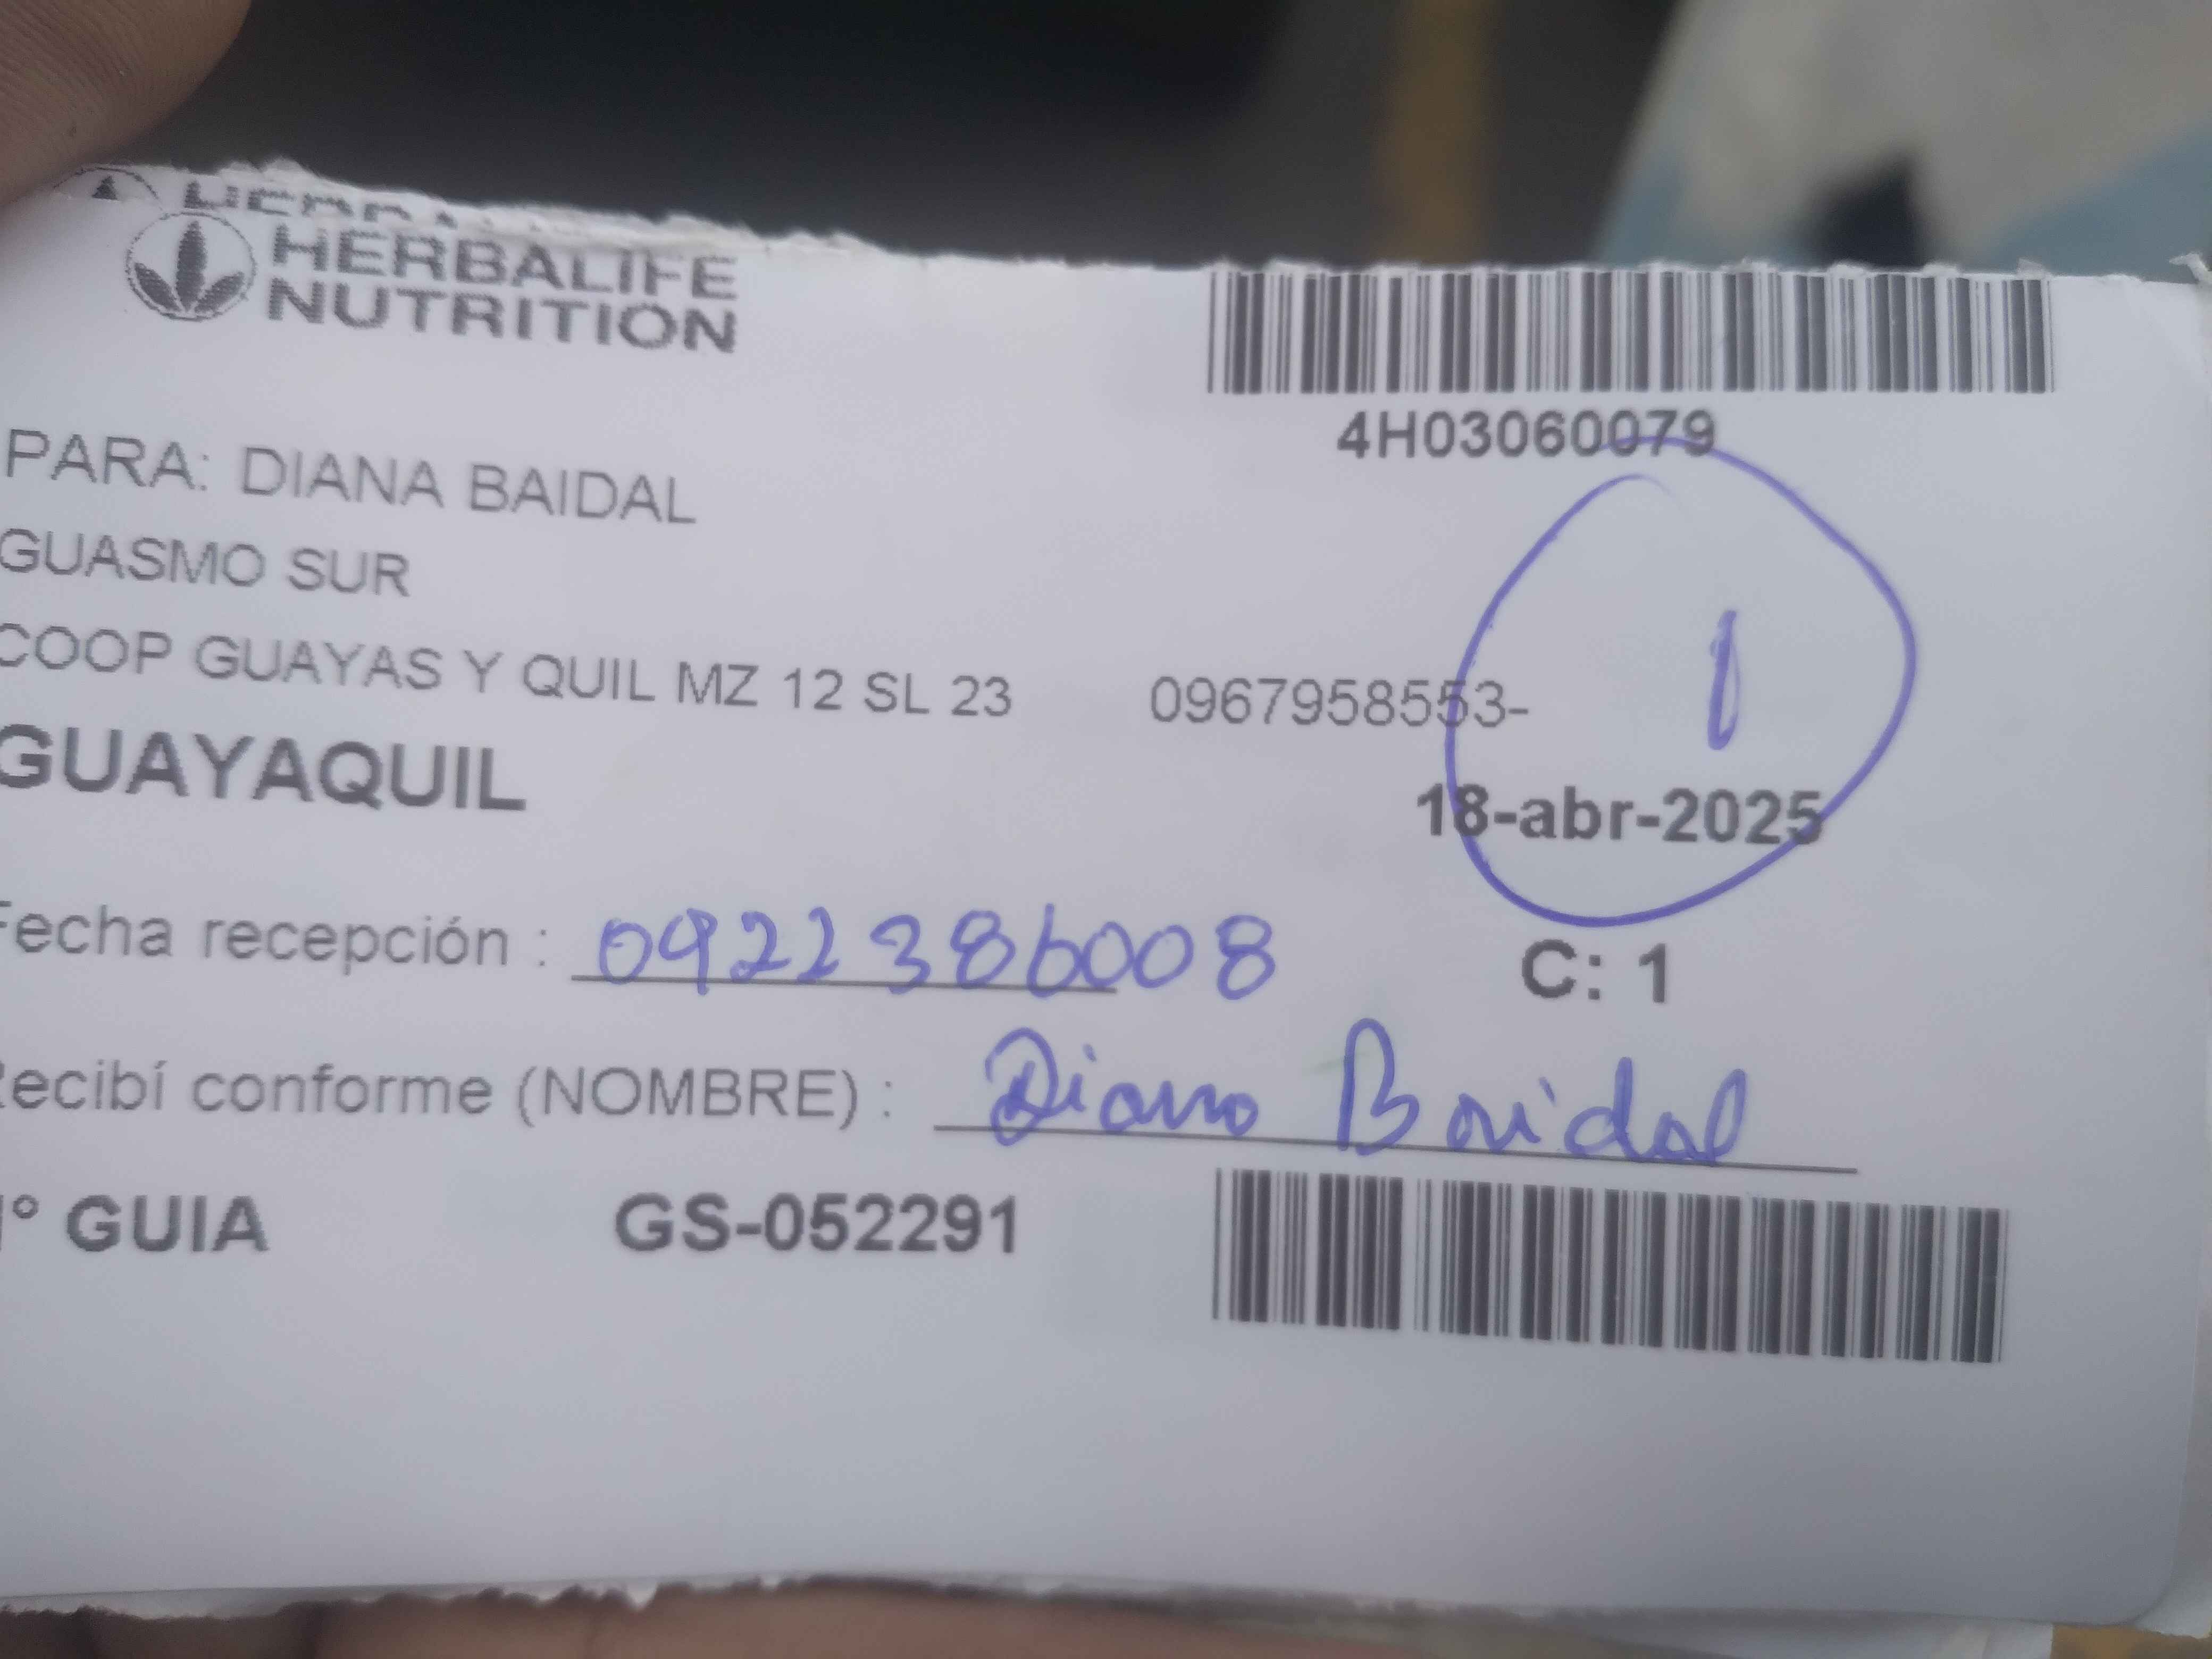 HERBALIFE
NUTRITION
4H03060079
PARA: DIANA BAIDAL
GUASMO SUR
COOP GUAYAS Y QUIL MZ 12 SL 23 0967958553-
1
GUAYAQUIL
18-abr-2025
Fecha recepción : 0922386008
C: 1
Recibí conforme (NOMBRE) : Diana Baidal
N° GUIA GS-052291